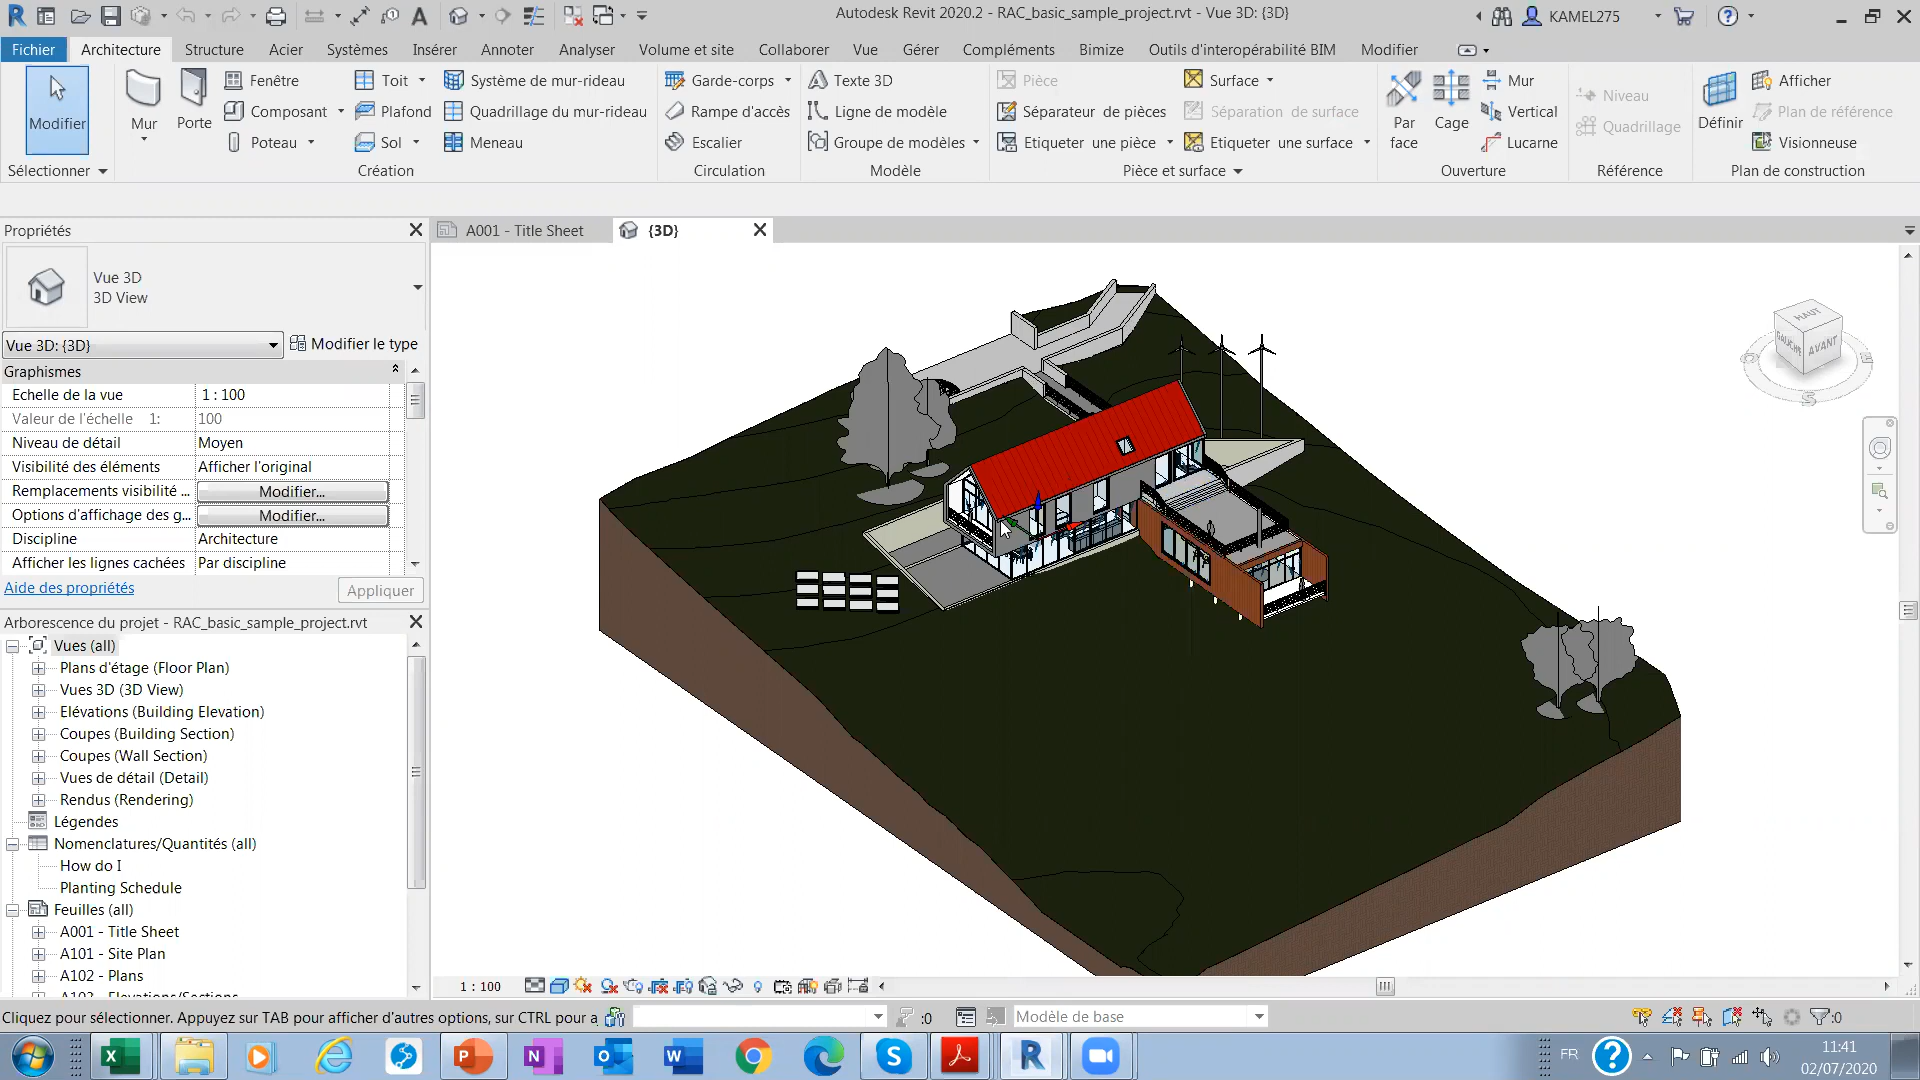 Autodesk Revit 2020.2 - RAC_basic_sample_project.rvt - Vue 3D: {3D}
KAMEL275
Fichier Architecture Structure Acier Systèmes Insérer Annoter Analyser Volume et site Collaborer Vue Gérer Compléments Bimize Outils d'interopérabilité BIM Modifier
Modifier
Mur
Porte
Fenêtre
Composant
Poteau
Toit
Plafond
Sol
Système de mur-rideau
Quadrillage du mur-rideau
Meneau
Garde-corps
Rampe d'accès
Escalier
Texte 3D
Ligne de modèle
Groupe de modèles
Pièce
Séparateur de pièces
Etiqueter une pièce
Surface
Séparation de surface
Etiqueter une surface
Par face
Cage
Mur
Vertical
Lucarne
Niveau
Quadrillage
Définir
Afficher
Plan de référence
Visionneuse
Sélectionner Création Circulation Modèle Pièce et surface Ouverture Référence Plan de construction
Propriétés
A001 - Title Sheet
{3D}
Vue 3D
3D View
Vue 3D: {3D}
Modifier le type
Graphismes
Echelle de la vue 1 : 100
Valeur de l'échelle 1: 100
Niveau de détail Moyen
Visibilité des éléments Afficher l'original
Remplacements visibilité ... Modifier...
Options d'affichage des g... Modifier...
Discipline Architecture
Afficher les lignes cachées Par discipline
Aide des propriétés
Appliquer
Arborescence du projet - RAC_basic_sample_project.rvt
Vues (all)
Plans d'étage (Floor Plan)
Vues 3D (3D View)
Elévations (Building Elevation)
Coupes (Building Section)
Coupes (Wall Section)
Vues de détail (Detail)
Rendus (Rendering)
Légendes
Nomenclatures/Quantités (all)
How do I
Planting Schedule
Feuilles (all)
A001 - Title Sheet
A101 - Site Plan
A102 - Plans
A103 - Elevations/Sections
HAUT
GAUCHE
AVANT
S
1 : 100
Cliquez pour sélectionner. Appuyez sur TAB pour afficher d'autres options, sur CTRL pour a
:0
Modèle de base
:0
FR
11:41
02/07/2020